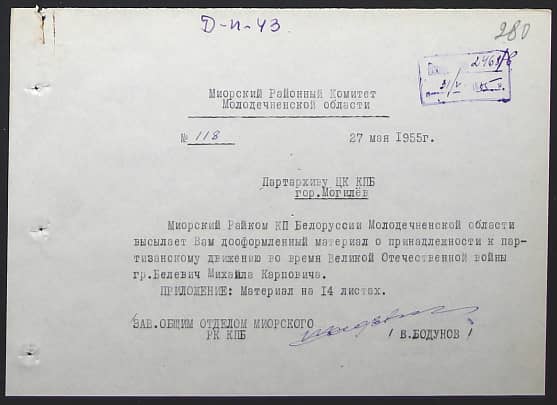 Д-и-43
280
2468/б
31/V
Миорский Районный Комитет
Молодечненской области
№ 118
27 мая 1955г.
Партархиву ЦК КПБ
гор.Могилёв
Миорский Райком КП Белоруссии Молодечненской области
высылает Вам дооформленный материал о принадлежности к пар-
тизанскому движению во время Великой Отечественной войны
гр.Белевич Михаила Карповича.
ПРИЛОЖЕНИЕ: Материал на 14 листах.
ЗАВ.ОБЩИМ ОТДЕЛОМ МИОРСКОГО
РК КПБ
/ В.БОДУНОВ /